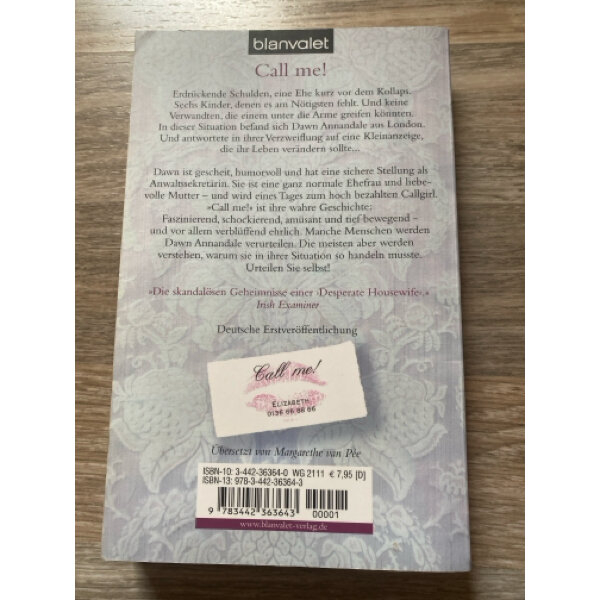 blanvalet
Call me!
Erdrückende Schulden, eine Ehe kurz vor dem Kollaps.
Sechs Kinder, denen es am Nötigsten fehlt. Und keine
Verwandten, die einem unter die Arme greifen könnten.
In dieser Situation befand sich Dawn Annandale aus London.
Und antwortete in ihrer Verzweiflung auf eine Kleinanzeige,
die ihr Leben verändern sollte...
Dawn ist gescheit, humorvoll und hat eine sichere Stellung als
Anwaltssekretärin. Sie ist eine ganz normale Ehefrau und liebe-
volle Mutter – und wird eines Tages zum hoch bezahlten Callgirl.
»Call me!« ist ihre wahre Geschichte:
Faszinierend, schockierend, amüsant und tief bewegend –
und vor allem verblüffend ehrlich. Manche Menschen werden
Dawn Annandale verurteilen. Die meisten aber werden
verstehen, warum sie in ihrer Situation so handeln musste.
Urteilen Sie selbst!
»Die skandalösen Geheimnisse einer ›Desperate Housewife‹.«
Irish Examiner
Deutsche Erstveröffentlichung
Call me!
ELIZABETH
0136 66 66 66
Übersetzt von Margarethe van Pée
ISBN-10: 3-442-36364-0 WG 2111 € 7,95 [D]
ISBN-13: 978-3-442-36364-3
9 783442 363643
00001
www.blanvalet-verlag.de